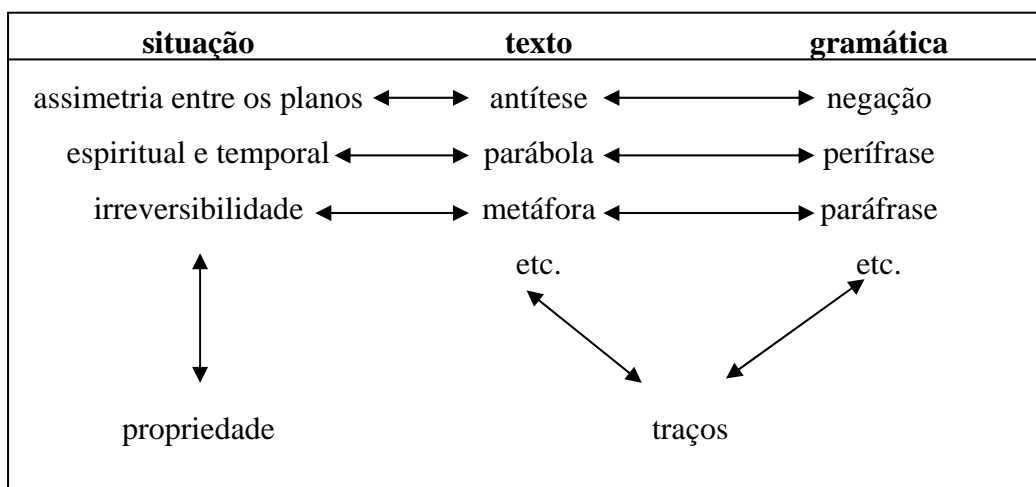 situação texto gramática
assimetria entre os planos antítese negação
espiritual e temporal parábola perífrase
irreversibilidade metáfora paráfrase
etc. etc.
propriedade traços